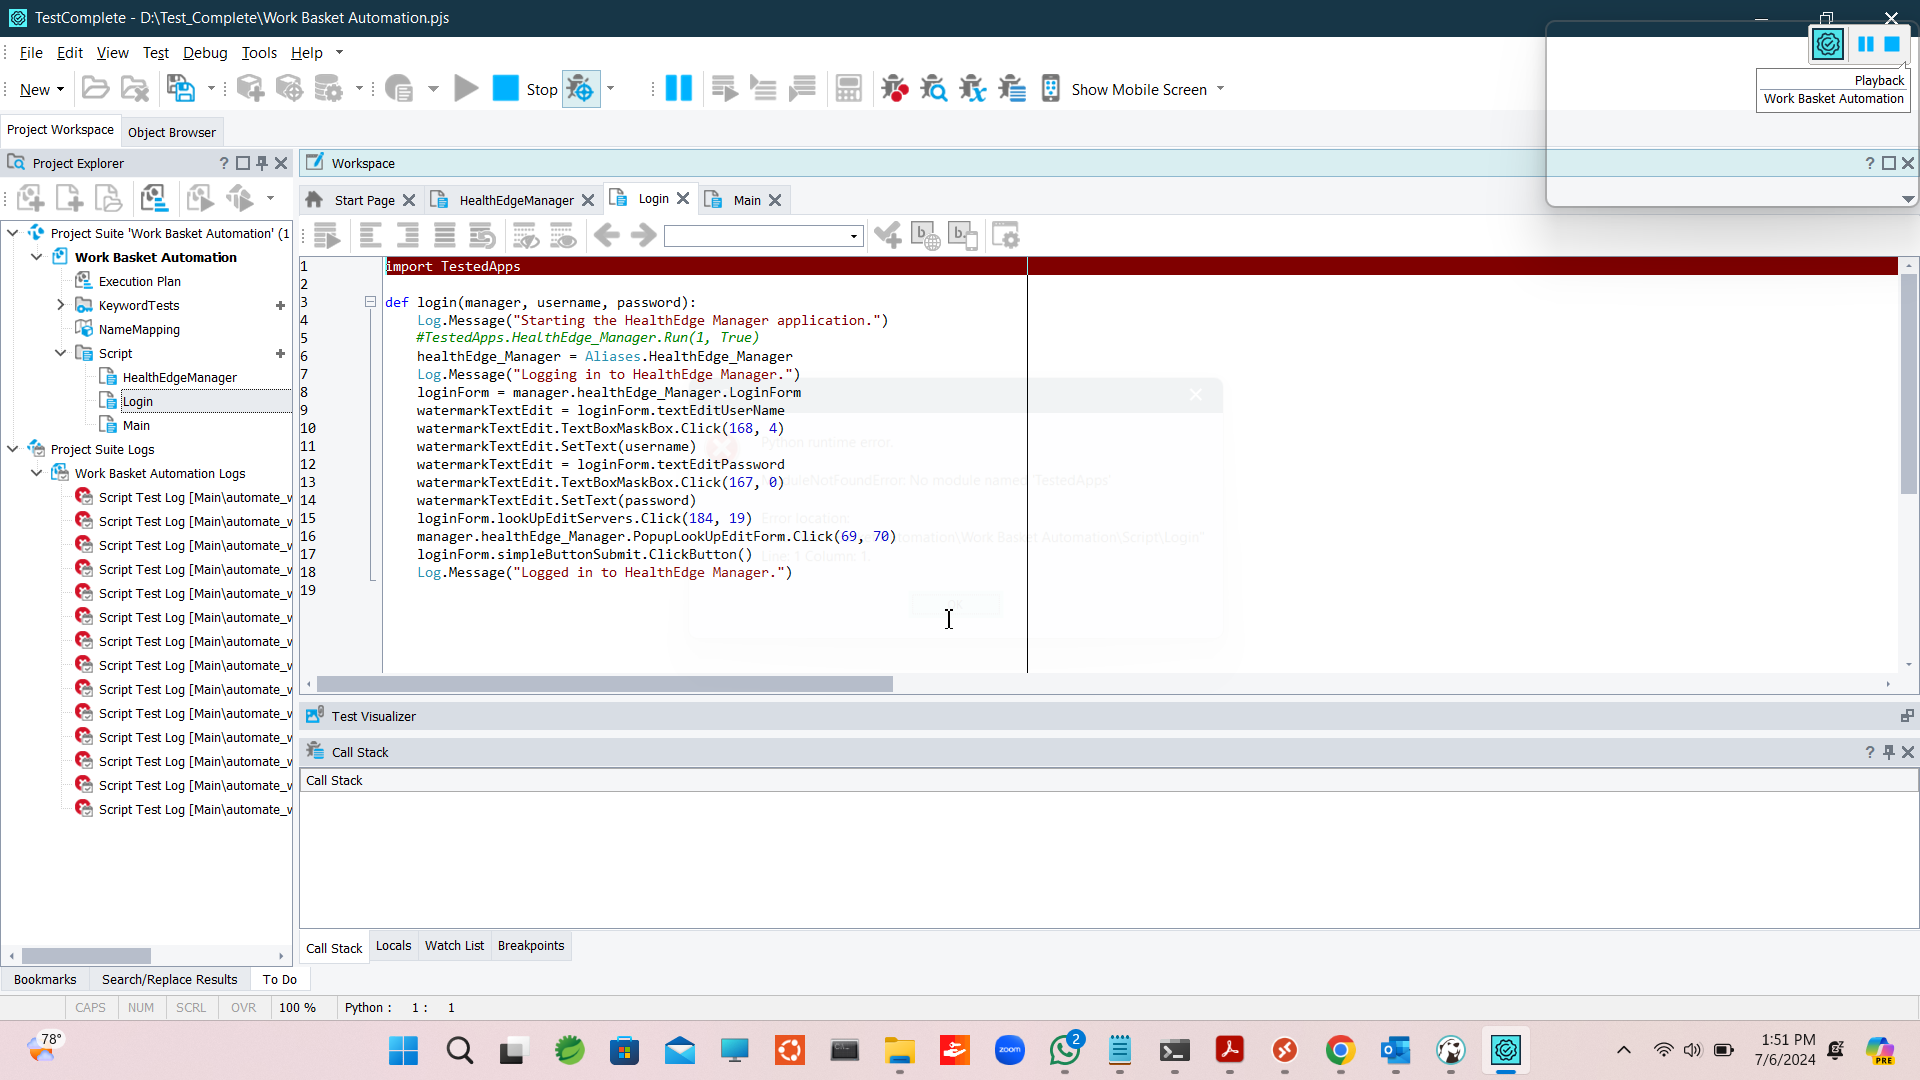 TestComplete - D:\Test_Complete\Work Basket Automation.pjs
File Edit View Test Debug Tools Help
New Stop Show Mobile Screen
Playback
Work Basket Automation
Project Workspace Object Browser
Project Explorer ?
Workspace ?
Start Page HealthEdgeManager Login Main
Project Suite 'Work Basket Automation' (1
Work Basket Automation
Execution Plan
KeywordTests
NameMapping
Script
HealthEdgeManager
Login
Main
Project Suite Logs
Work Basket Automation Logs
Script Test Log [Main\automate_v
Script Test Log [Main\automate_v
Script Test Log [Main\automate_v
Script Test Log [Main\automate_v
Script Test Log [Main\automate_v
Script Test Log [Main\automate_v
Script Test Log [Main\automate_v
Script Test Log [Main\automate_v
Script Test Log [Main\automate_v
Script Test Log [Main\automate_v
Script Test Log [Main\automate_v
Script Test Log [Main\automate_v
Script Test Log [Main\automate_v
Script Test Log [Main\automate_v
1 import TestedApps
2
3 def login(manager, username, password):
4 Log.Message("Starting the HealthEdge Manager application.")
5 #TestedApps.HealthEdge_Manager.Run(1, True)
6 healthEdge_Manager = Aliases.HealthEdge_Manager
7 Log.Message("Logging in to HealthEdge Manager.")
8 loginForm = manager.healthEdge_Manager.LoginForm
9 watermarkTextEdit = loginForm.textEditUserName
10 watermarkTextEdit.TextBoxMaskBox.Click(168, 4)
11 watermarkTextEdit.SetText(username)
12 watermarkTextEdit = loginForm.textEditPassword
13 watermarkTextEdit.TextBoxMaskBox.Click(167, 0)
14 watermarkTextEdit.SetText(password)
15 loginForm.lookUpEditServers.Click(184, 19)
16 manager.healthEdge_Manager.PopupLookUpEditForm.Click(69, 70)
17 loginForm.simpleButtonSubmit.ClickButton()
18 Log.Message("Logged in to HealthEdge Manager.")
19
Python runtime error.
ModuleNotFoundError: No module named 'TestedApps'
Error location:
tomation\Work Basket Automation\Script\Login"
Line: 1 Column: 1.
Test Visualizer
Call Stack ?
Call Stack
Call Stack Locals Watch List Breakpoints
Bookmarks Search/Replace Results To Do
CAPS NUM SCRL OVR 100 % Python : 1 : 1
78°
zoom
2
1:51 PM
7/6/2024
PRE